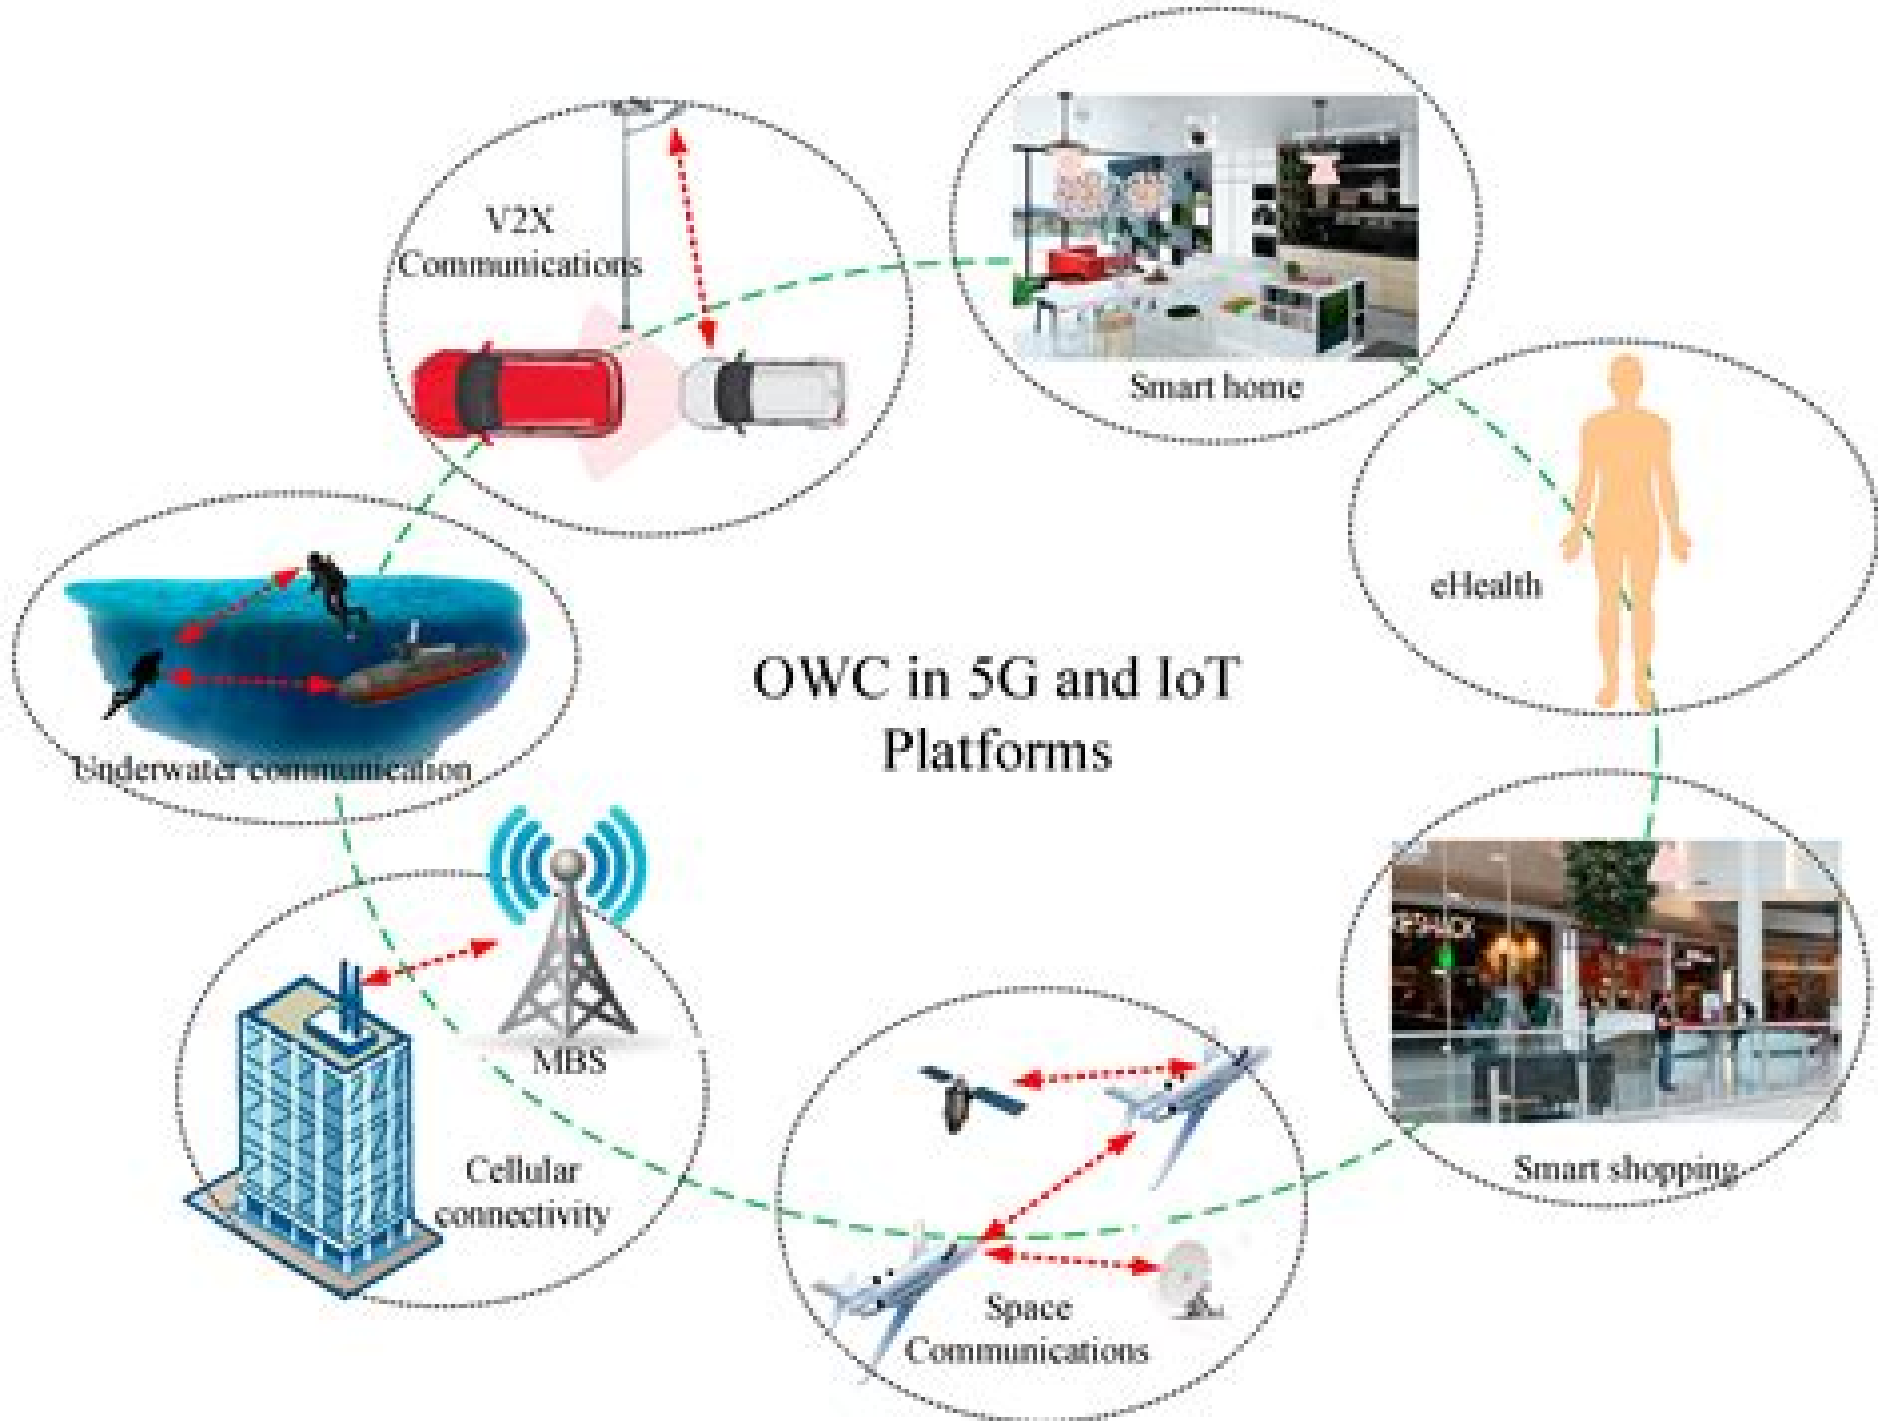 V2X
Communications
Smart home
eHealth
OWC in 5G and IoT
Platforms
Underwater communication
MBS
Cellular
connectivity
Smart shopping
Space
Communications